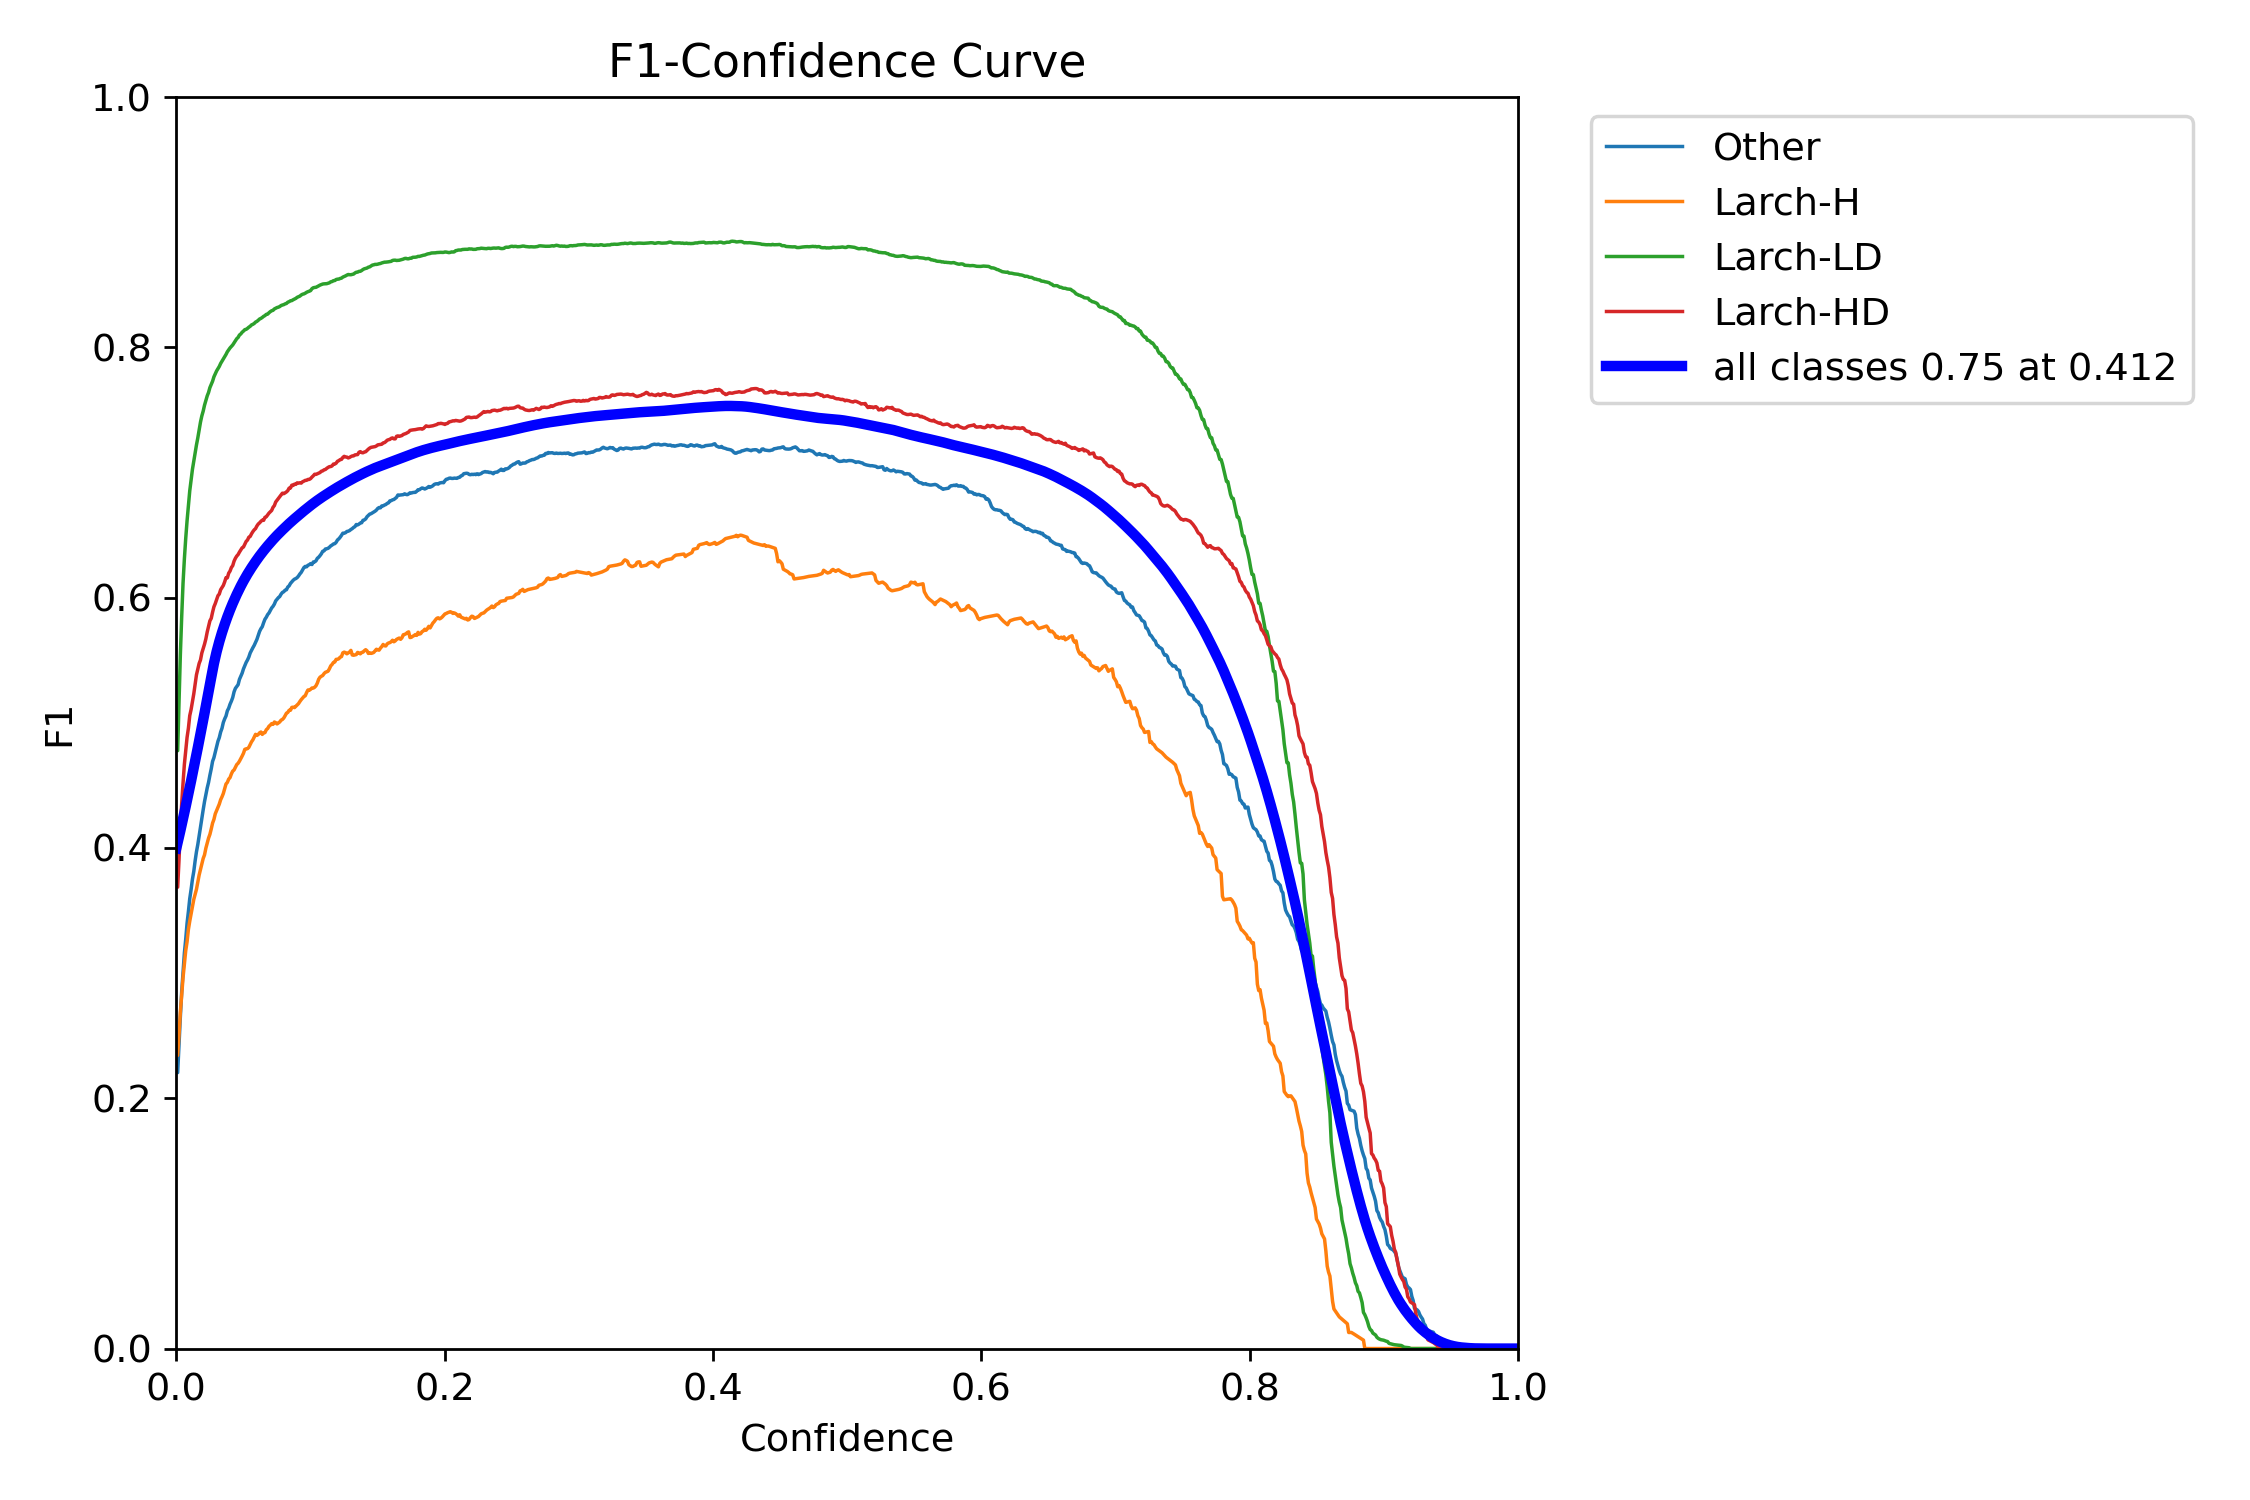 F1-Confidence Curve
1.0
0.8
0.6
0.4
0.2
0.0
F1
0.0 0.2 0.4 0.6 0.8 1.0
Confidence
Other
Larch-H
Larch-LD
Larch-HD
all classes 0.75 at 0.412